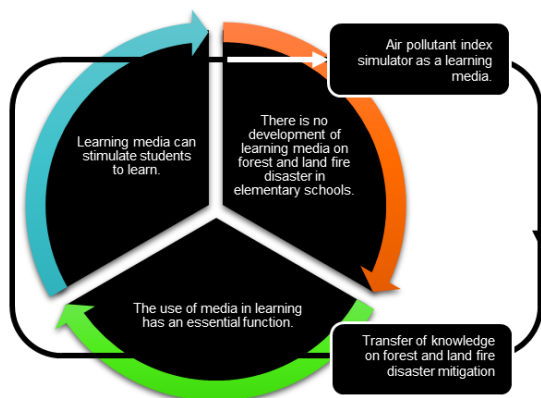 Air pollutant index
simulator as a learning
media.
There is no
development of
learning media on
forest and land fire
disaster in
elementary schools.
Learning media can
stimulate students
to learn.
The use of media in learning
has an essential function.
Transfer of knowledge
on forest and land fire
disaster mitigation